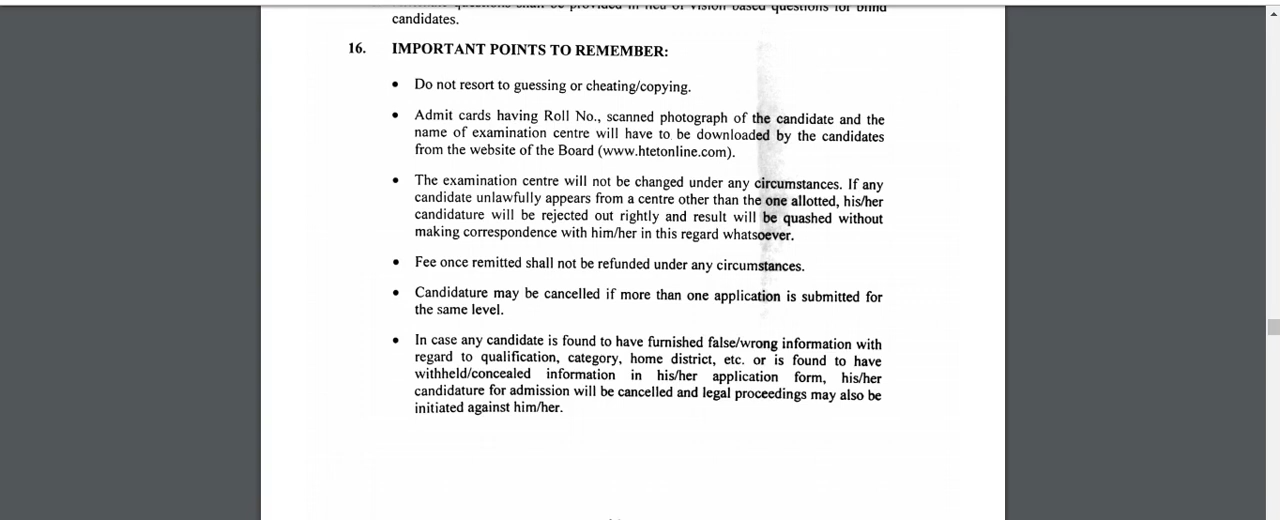 candidates.
16. IMPORTANT POINTS TO REMEMBER:
• Do not resort to guessing or cheating/copying.
• Admit cards having Roll No., scanned photograph of the candidate and the
name of examination centre will have to be downloaded by the candidates
from the website of the Board (www.htetonline.com).
• The examination centre will not be changed under any circumstances. If any
candidate unlawfully appears from a centre other than the one allotted, his/her
candidature will be rejected out rightly and result will be quashed without
making correspondence with him/her in this regard whatsoever.
• Fee once remitted shall not be refunded under any circumstances.
• Candidature may be cancelled if more than one application is submitted for
the same level.
• In case any candidate is found to have furnished false/wrong information with
regard to qualification, category, home district, etc. or is found to have
withheld/concealed information in his/her application form, his/her
candidature for admission will be cancelled and legal proceedings may also be
initiated against him/her.